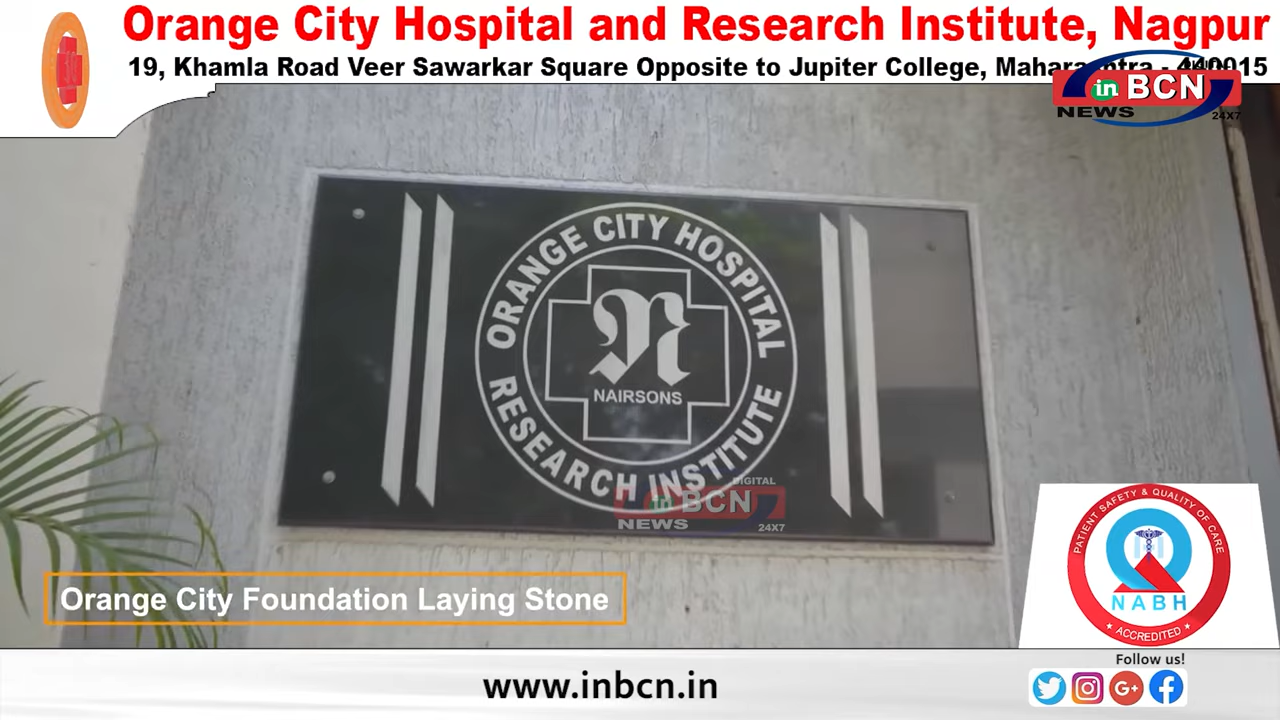 Orange City Hospital and Research Institute, Nagpur
19, Khamla Road Veer Sawarkar Square Opposite to Jupiter College, Maharashtra - 440015
in BCN
NEWS 24X7
ORANGE CITY HOSPITAL
N
NAIRSONS
RESEARCH INSTITUTE
DIGITAL
in BCN
NEWS 24X7
PATIENT SAFETY & QUALITY OF CARE
NABH
ACCREDITED
Orange City Foundation Laying Stone
Follow us!
www.inbcn.in
G+